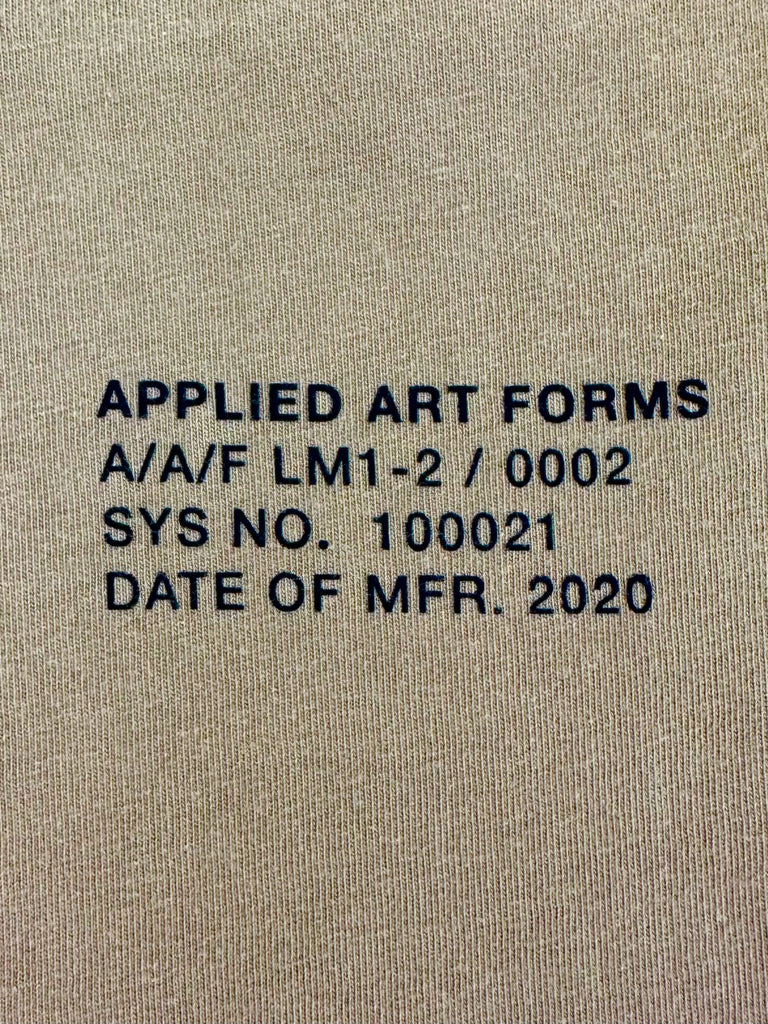 APPLIED ART FORMS
A/A/F LM1-2 / 0002
SYS NO. 100021
DATE OF MFR. 2020